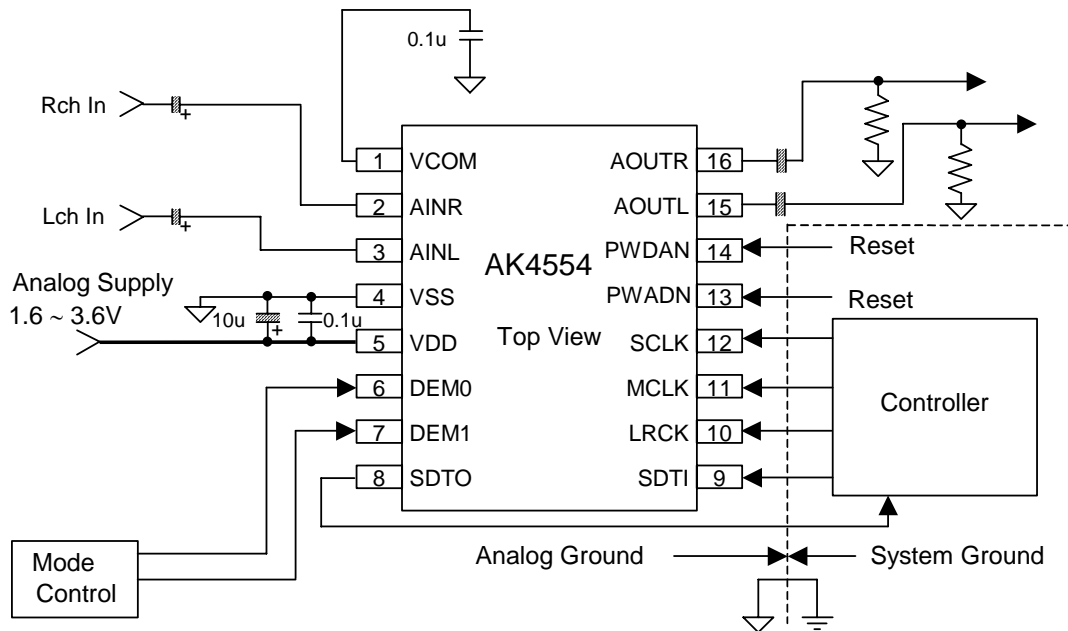 0.1u
Rch In
+
Lch In
+
Analog Supply
1.6 ~ 3.6V
10u
+
0.1u
1 VCOM
2 AINR
3 AINL
4 VSS
5 VDD
6 DEM0
7 DEM1
8 SDTO
AK4554
Top View
AOUTR 16
AOUTL 15
PWDAN 14
PWADN 13
SCLK 12
MCLK 11
LRCK 10
SDTI 9
Reset
Reset
Controller
Mode
Control
Analog Ground
System Ground